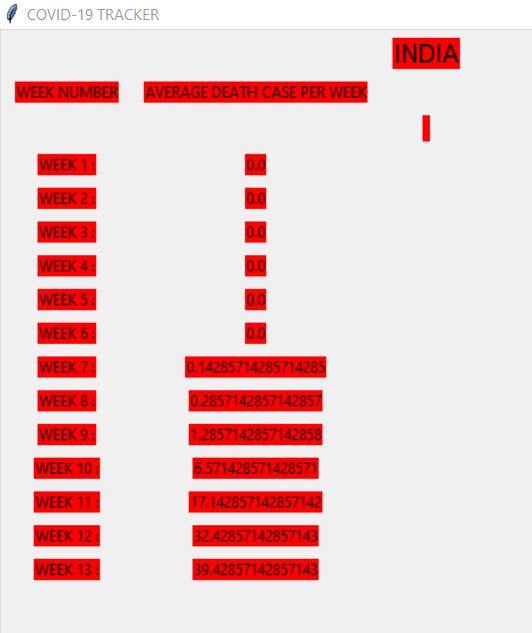 COVID-19 TRACKER
INDIA
WEEK NUMBER AVERAGE DEATH CASE PER WEEK
WEEK 1 : 0.0
WEEK 2 : 0.0
WEEK 3 : 0.0
WEEK 4 : 0.0
WEEK 5 : 0.0
WEEK 6 : 0.0
WEEK 7 : 0.14285714285714285
WEEK 8 : 0.2857142857142857
WEEK 9 : 1.2857142857142858
WEEK 10 : 6.571428571428571
WEEK 11 : 17.142857142857142
WEEK 12 : 32.42857142857143
WEEK 13 : 39.42857142857143